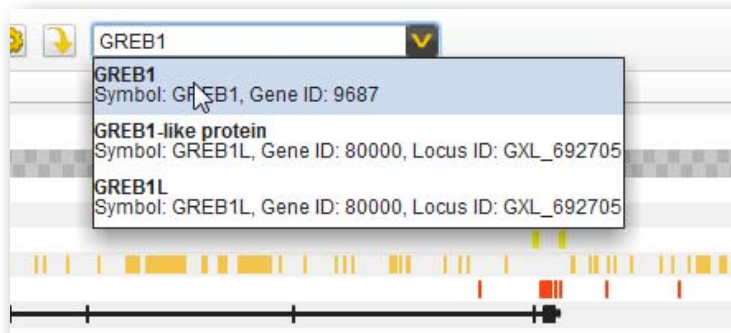 GREB1
GREB1
Symbol: GREB1, Gene ID: 9687
GREB1-like protein
Symbol: GREB1L, Gene ID: 80000, Locus ID: GXL_692705
GREB1L
Symbol: GREB1L, Gene ID: 80000, Locus ID: GXL_692705